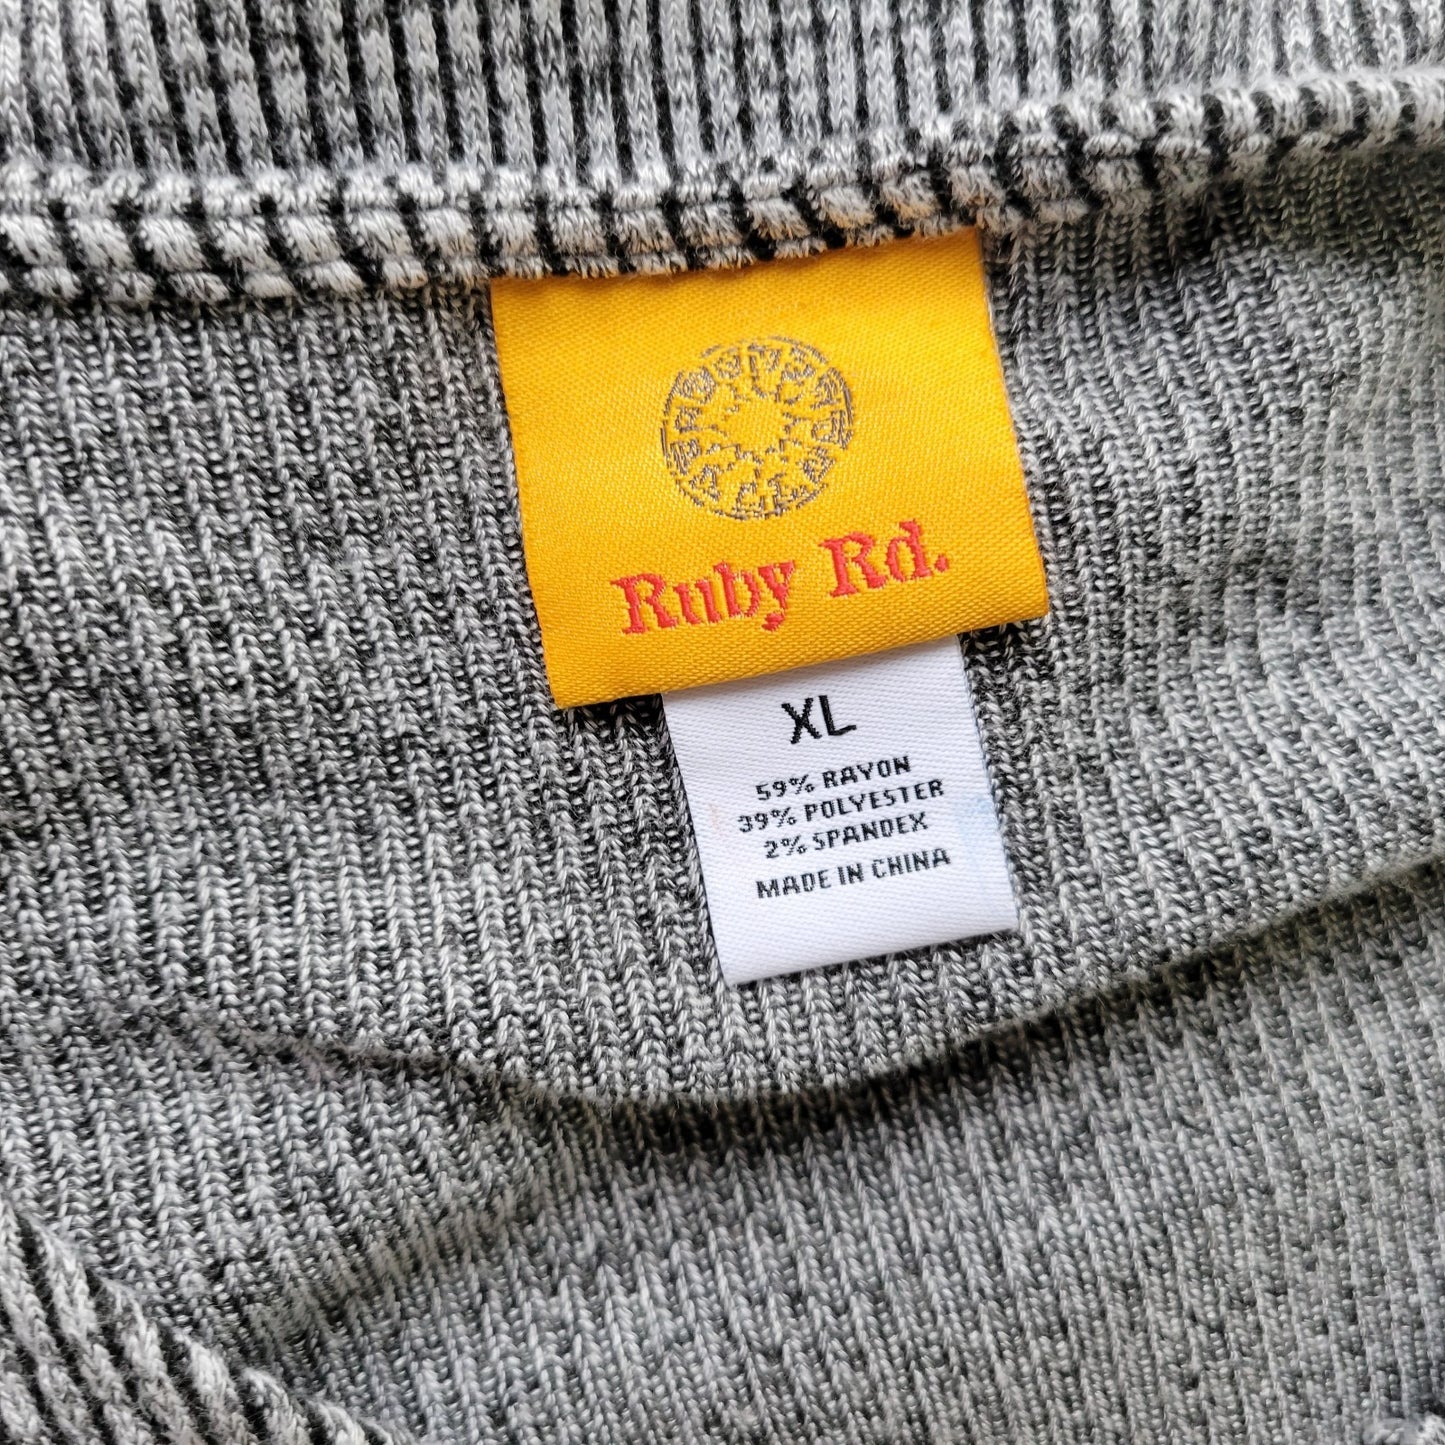 Ruby Rd.
XL
59% RAYON
39% POLYESTER
2% SPANDEX
MADE IN CHINA